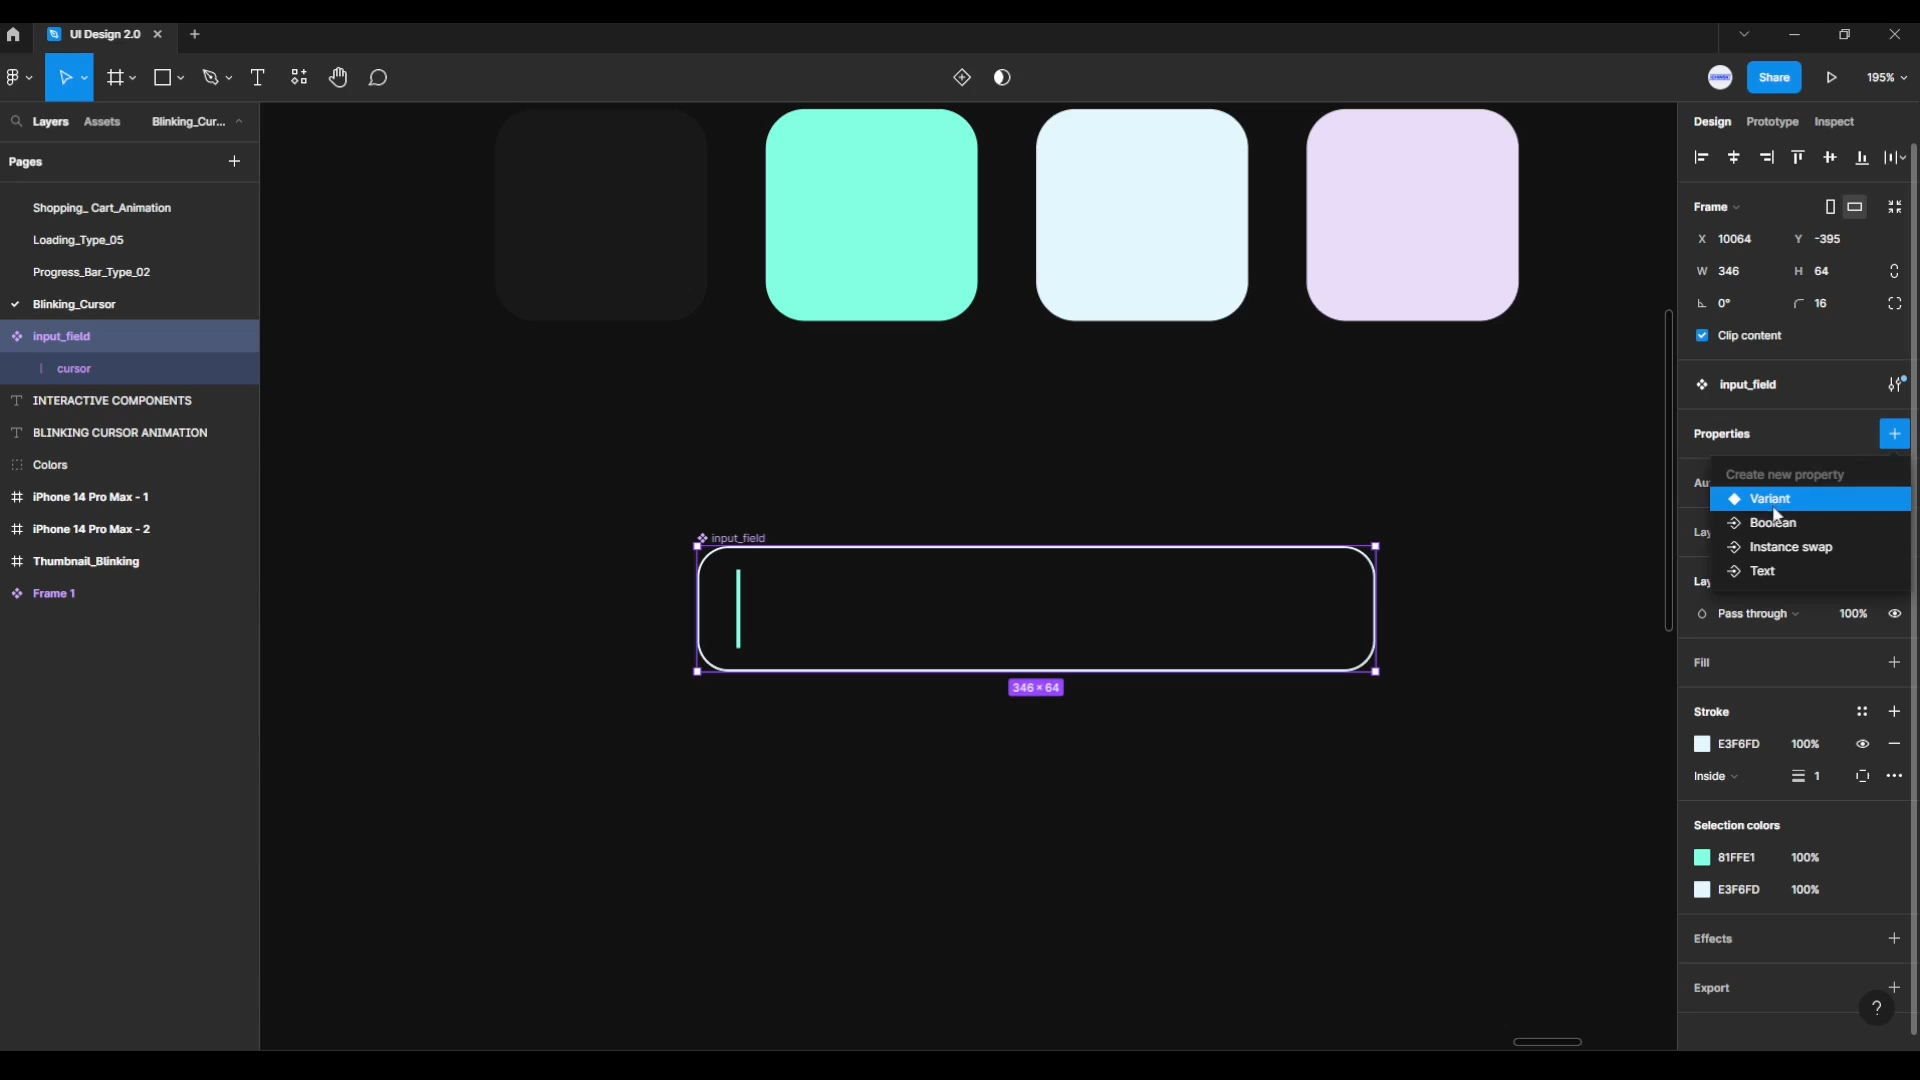 UI Design 2.0
Share
195%
Layers
Assets
Blinking_Cur...
Pages
Shopping_ Cart_Animation
Loading_Type_05
Progress_Bar_Type_02
Blinking_Cursor
input_field
cursor
INTERACTIVE COMPONENTS
BLINKING CURSOR ANIMATION
Colors
iPhone 14 Pro Max - 1
iPhone 14 Pro Max - 2
Thumbnail_Blinking
Frame 1
input_field
346 × 64
Design
Prototype
Inspect
Frame
X 10064
Y -395
W 346
H 64
0°
16
Clip content
input_field
Properties
Create new property
Variant
Boolean
Instance swap
Text
Au
Lay
Lay
Pass through
100%
Fill
Stroke
E3F6FD
100%
Inside
1
Selection colors
81FFE1
100%
E3F6FD
100%
Effects
Export
?